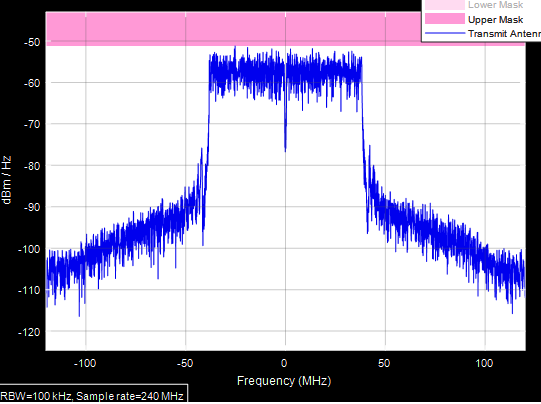 Lower Mask
Upper Mask
Transmit Antenn
-50
-60
-70
-80
-90
-100
-110
-120
dBm / Hz
-100 -50 0 50 100
Frequency (MHz)
RBW=100 kHz, Sample rate=240 MHz